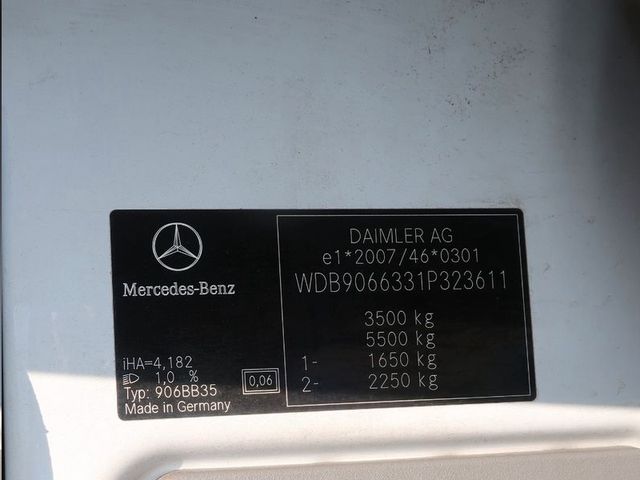 Mercedes-Benz
iHA=4,182
1,0 %
0,06
Typ: 906BB35
Made in Germany
DAIMLER AG
e1*2007/46*0301
WDB9066331P323611
3500 kg
5500 kg
1- 1650 kg
2- 2250 kg